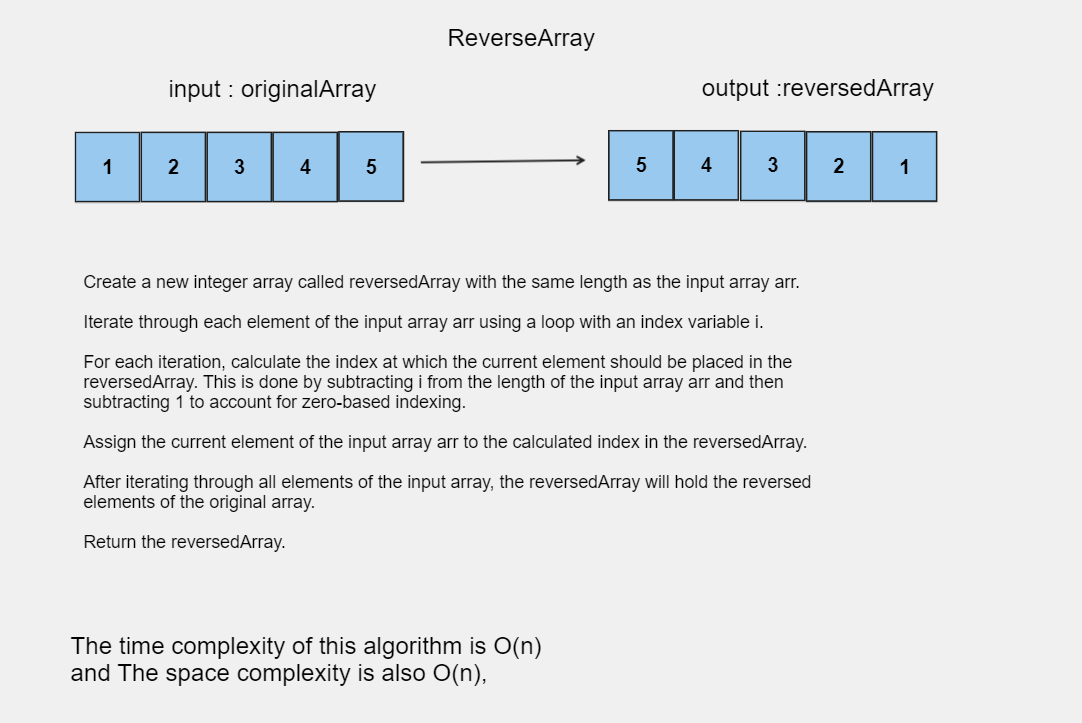 ReverseArray
input : originalArray
output :reversedArray
1 2 3 4 5
5 4 3 2 1
Create a new integer array called reversedArray with the same length as the input array arr.
Iterate through each element of the input array arr using a loop with an index variable i.
For each iteration, calculate the index at which the current element should be placed in the
reversedArray. This is done by subtracting i from the length of the input array arr and then
subtracting 1 to account for zero-based indexing.
Assign the current element of the input array arr to the calculated index in the reversedArray.
After iterating through all elements of the input array, the reversedArray will hold the reversed
elements of the original array.
Return the reversedArray.
The time complexity of this algorithm is O(n)
and The space complexity is also O(n),